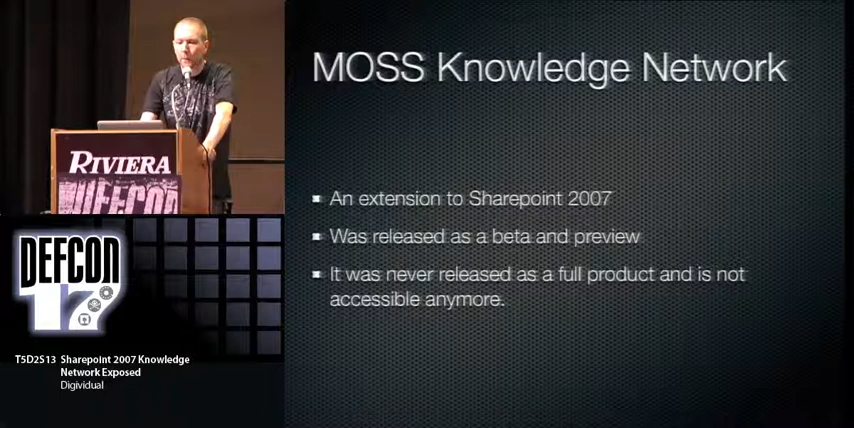 MOSS Knowledge Network
RIVIERA
DEFCON
An extension to Sharepoint 2007
Was released as a beta and preview
It was never released as a full product and is not
accessible anymore.
DEFCON
17
T5D2S13 Sharepoint 2007 Knowledge
Network Exposed
Digividual